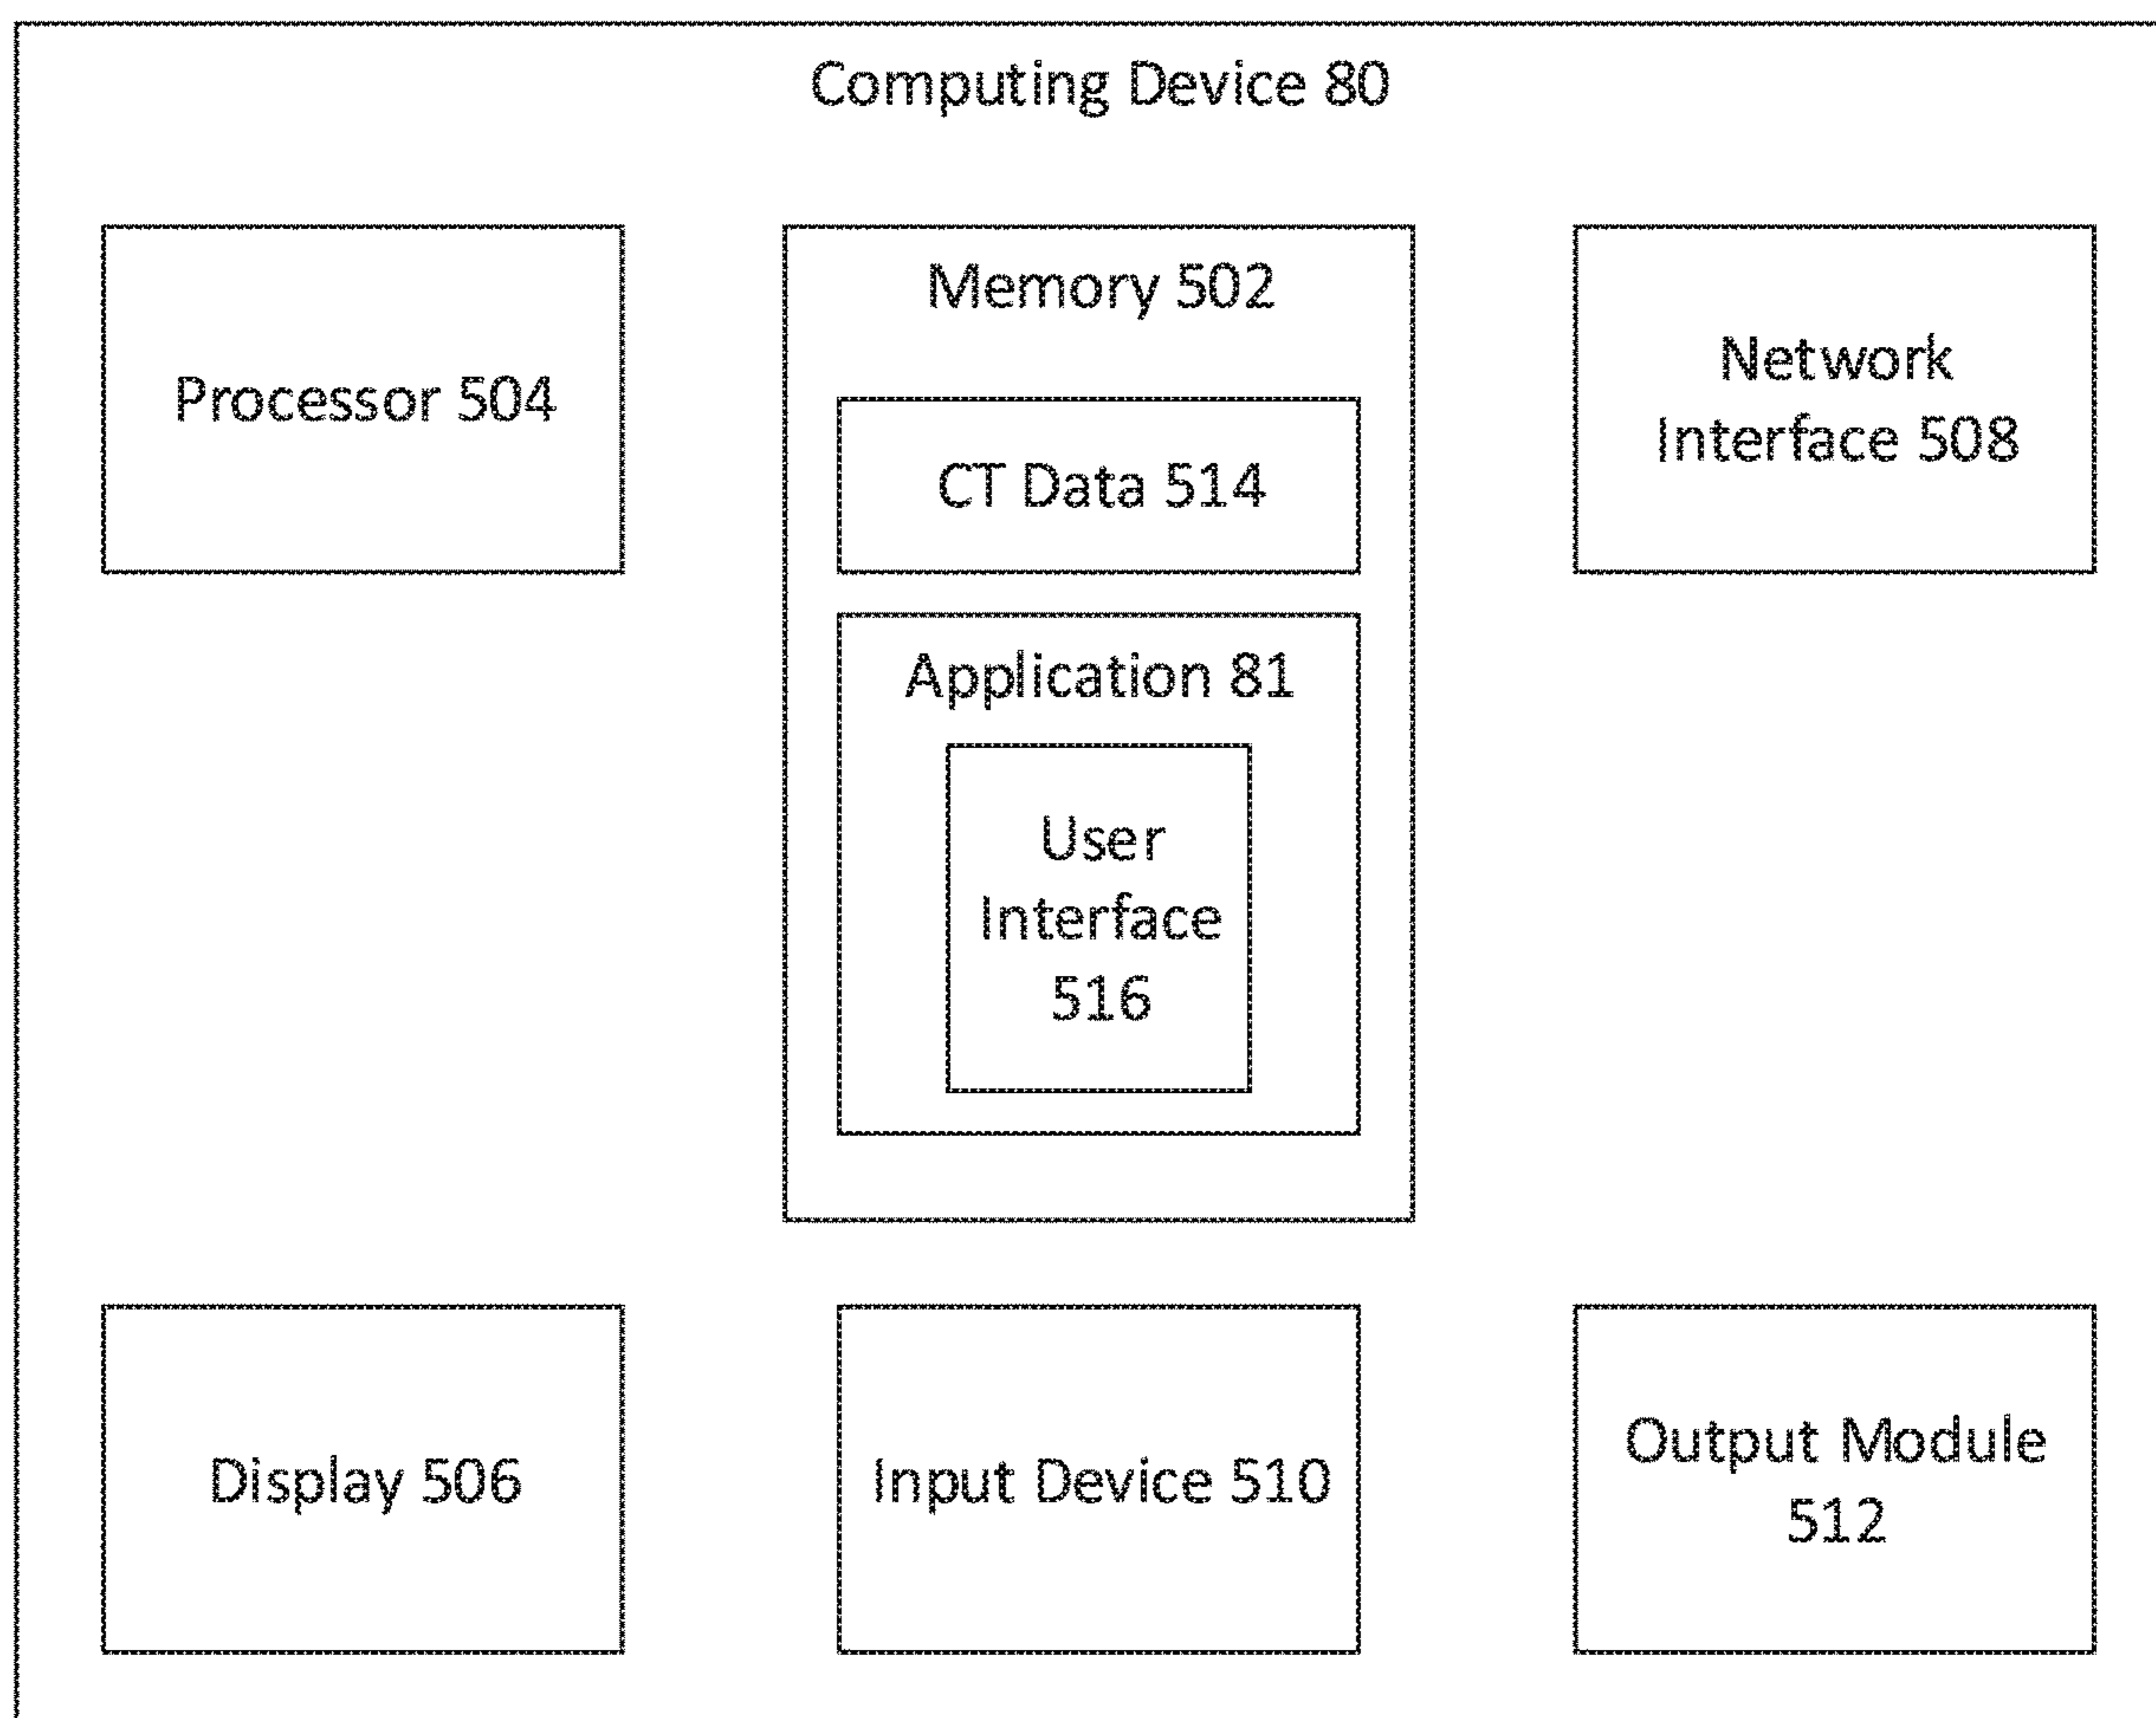 Computing Device 80
Processor 504
Memory 502
CT Data 514
Application 81
User
Interface
516
Network
Interface 508
Display 506
Input Device 510
Output Module
512